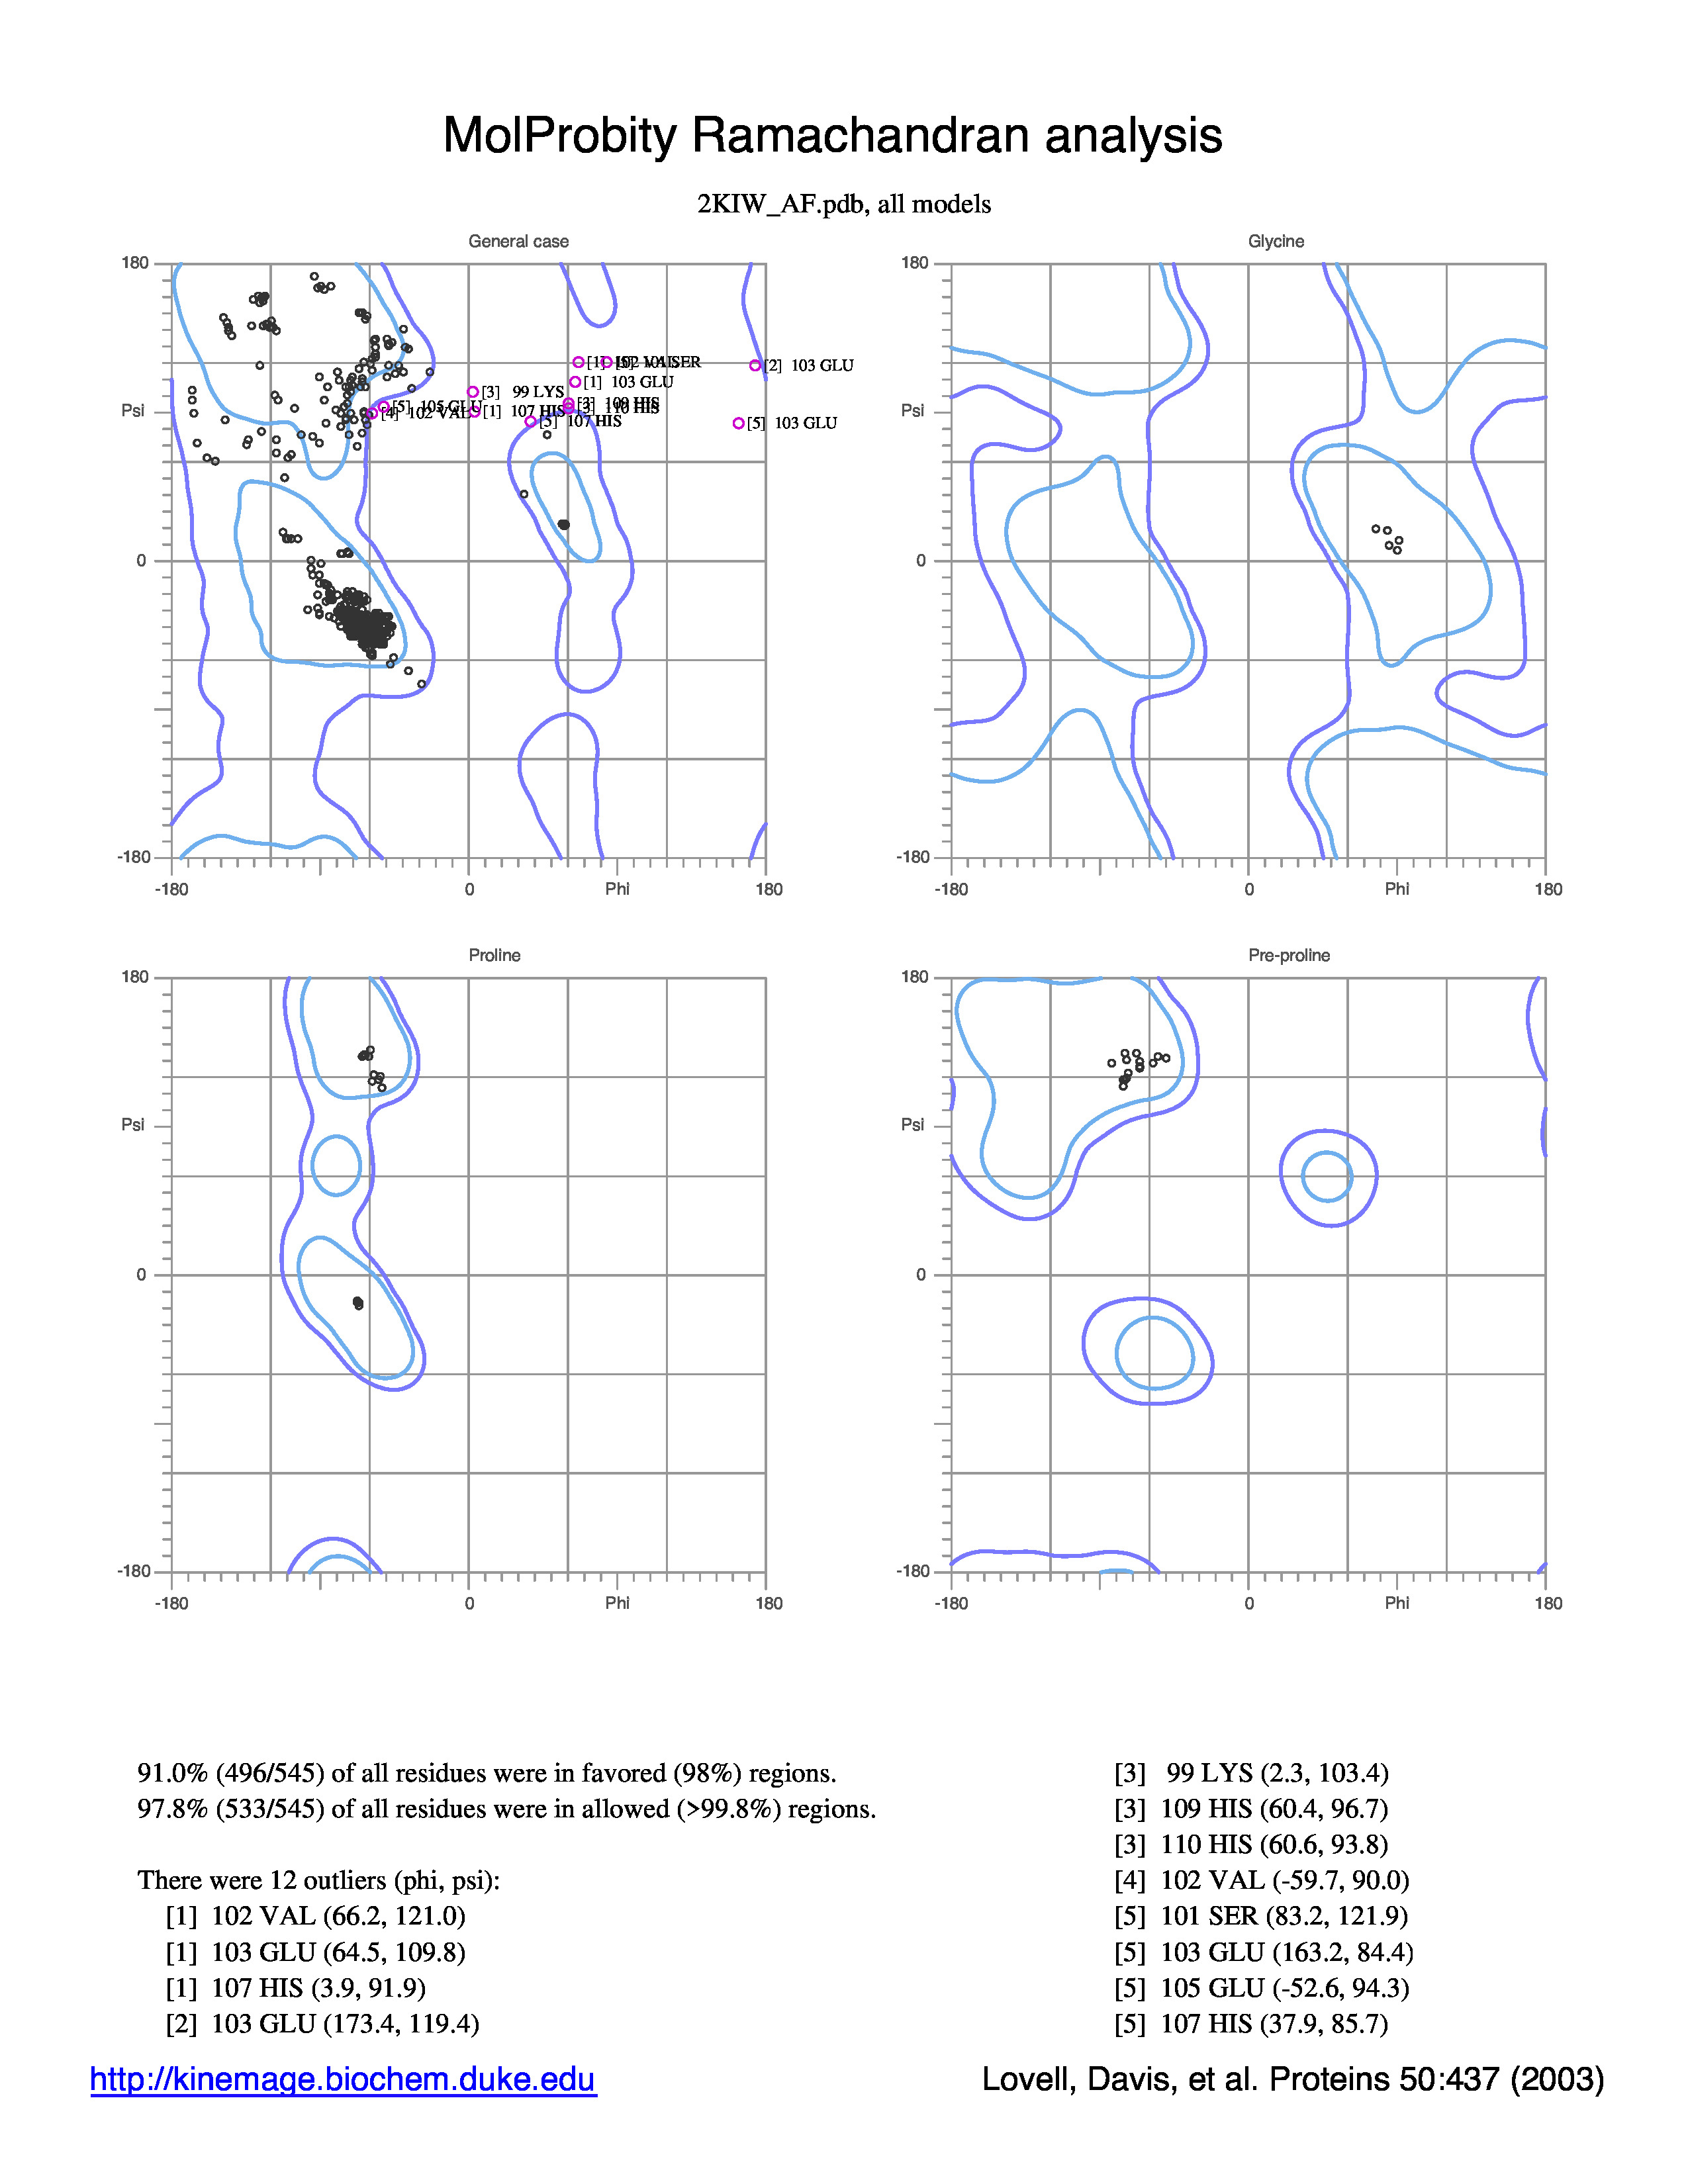 MolProbity Ramachandran analysis
2KIW_AF.pdb, all models
General case
180
Psi
0
-180
-180
0
Phi
180
[1]
102 VAL
SER
[2] 103 GLU
[1] 103 GLU
[3] 99 LYS
[3] 109 HIS
110 HIS
[5] 105 GLU
[4] 102 VAL
[1] 107 HIS
[5] 107 HIS
[5] 103 GLU
Glycine
180
Psi
0
-180
-180
0
Phi
180
Proline
180
Psi
0
-180
-180
0
Phi
180
Pre-proline
180
Psi
0
-180
-180
0
Phi
180
91.0% (496/545) of all residues were in favored (98%) regions.
97.8% (533/545) of all residues were in allowed (>99.8%) regions.
There were 12 outliers (phi, psi):
[1] 102 VAL (66.2, 121.0)
[1] 103 GLU (64.5, 109.8)
[1] 107 HIS (3.9, 91.9)
[2] 103 GLU (173.4, 119.4)
[3] 99 LYS (2.3, 103.4)
[3] 109 HIS (60.4, 96.7)
[3] 110 HIS (60.6, 93.8)
[4] 102 VAL (-59.7, 90.0)
[5] 101 SER (83.2, 121.9)
[5] 103 GLU (163.2, 84.4)
[5] 105 GLU (-52.6, 94.3)
[5] 107 HIS (37.9, 85.7)
http://kinemage.biochem.duke.edu
Lovell, Davis, et al. Proteins 50:437 (2003)